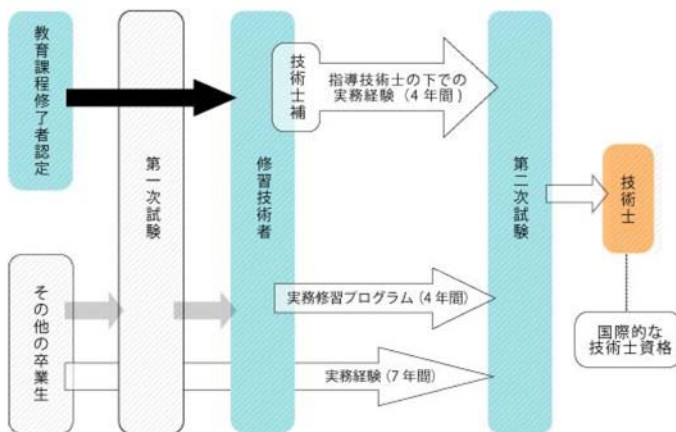 教育課程修了者認定
その他の卒業生
第一次試験
修習技術者
技術士補
指導技術士の下での
実務経験（4年間）
実務修習プログラム（4年間）
実務経験（7年間）
第二次試験
技術士
国際的な
技術士資格